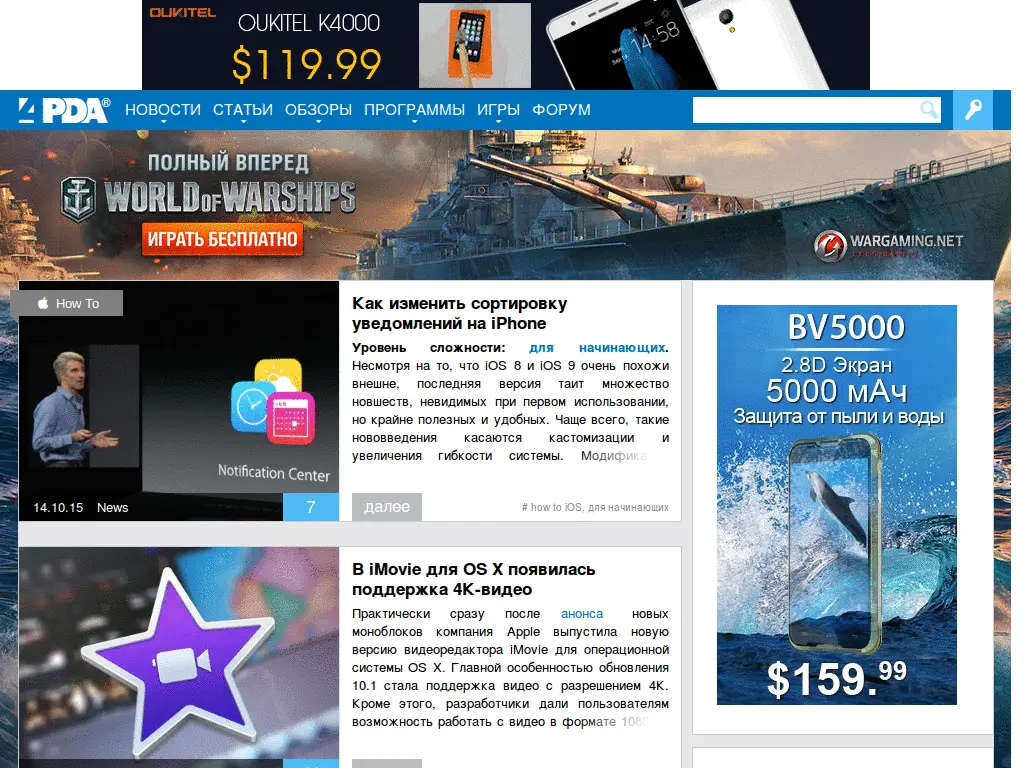 OUKITEL
OUKITEL K4000
$119.99
14:58
4PDA®
НОВОСТИ СТАТЬИ ОБЗОРЫ ПРОГРАММЫ ИГРЫ ФОРУМ
ПОЛНЫЙ ВПЕРЕД
WORLD OF WARSHIPS
ИГРАТЬ БЕСПЛАТНО
WARGAMING.NET
How To
Notification Center
14.10.15 News
7
Как изменить сортировку
уведомлений на iPhone
Уровень сложности: для начинающих.
Несмотря на то, что iOS 8 и iOS 9 очень похожи
внешне, последняя версия таит множество
новшеств, невидимых при первом использовании,
но крайне полезных и удобных. Чаще всего, такие
нововведения касаются кастомизации и
увеличения гибкости системы. Модифика
далее
# how to iOS, для начинающих
В iMovie для OS X появилась
поддержка 4K-видео
Практически сразу после анонса новых
моноблоков компания Apple выпустила новую
версию видеоредактора iMovie для операционной
системы OS X. Главной особенностью обновления
10.1 стала поддержка видео с разрешением 4K.
Кроме этого, разработчики дали пользователям
возможность работать с видео в формате 1080
BV5000
2.8D Экран
5000 мАч
Защита от пыли и воды
$159.99